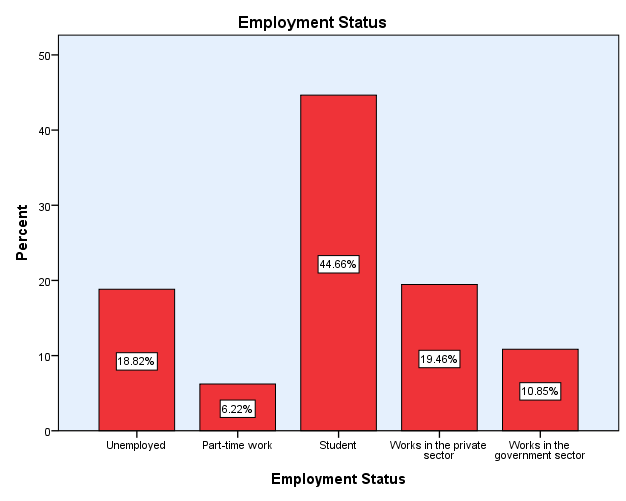 Employment Status
Percent
50
40
30
20
10
0
18.82%
6.22%
44.66%
19.46%
10.85%
Unemployed
Part-time work
Student
Works in the private
sector
Works in the
government sector
Employment Status